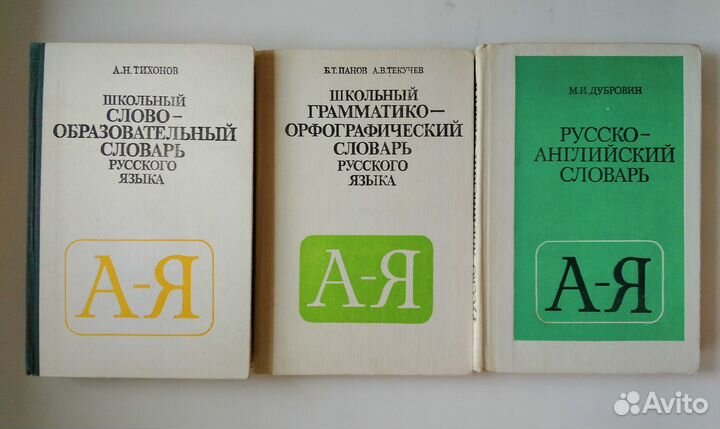 А.Н.ТИХОНОВ
ШКОЛЬНЫЙ
СЛОВО-
ОБРАЗОВАТЕЛЬНЫЙ
СЛОВАРЬ
РУССКОГО
ЯЗЫКА
А-Я
Б.Т.ПАНОВ А.В.ТЕКУЧЕВ
ШКОЛЬНЫЙ
ГРАММАТИКО-
ОРФОГРАФИЧЕСКИЙ
СЛОВАРЬ
РУССКОГО
ЯЗЫКА
А-Я
М.И.ДУБРОВИН
РУССКО-
АНГЛИЙСКИЙ
СЛОВАРЬ
А-Я
Avito